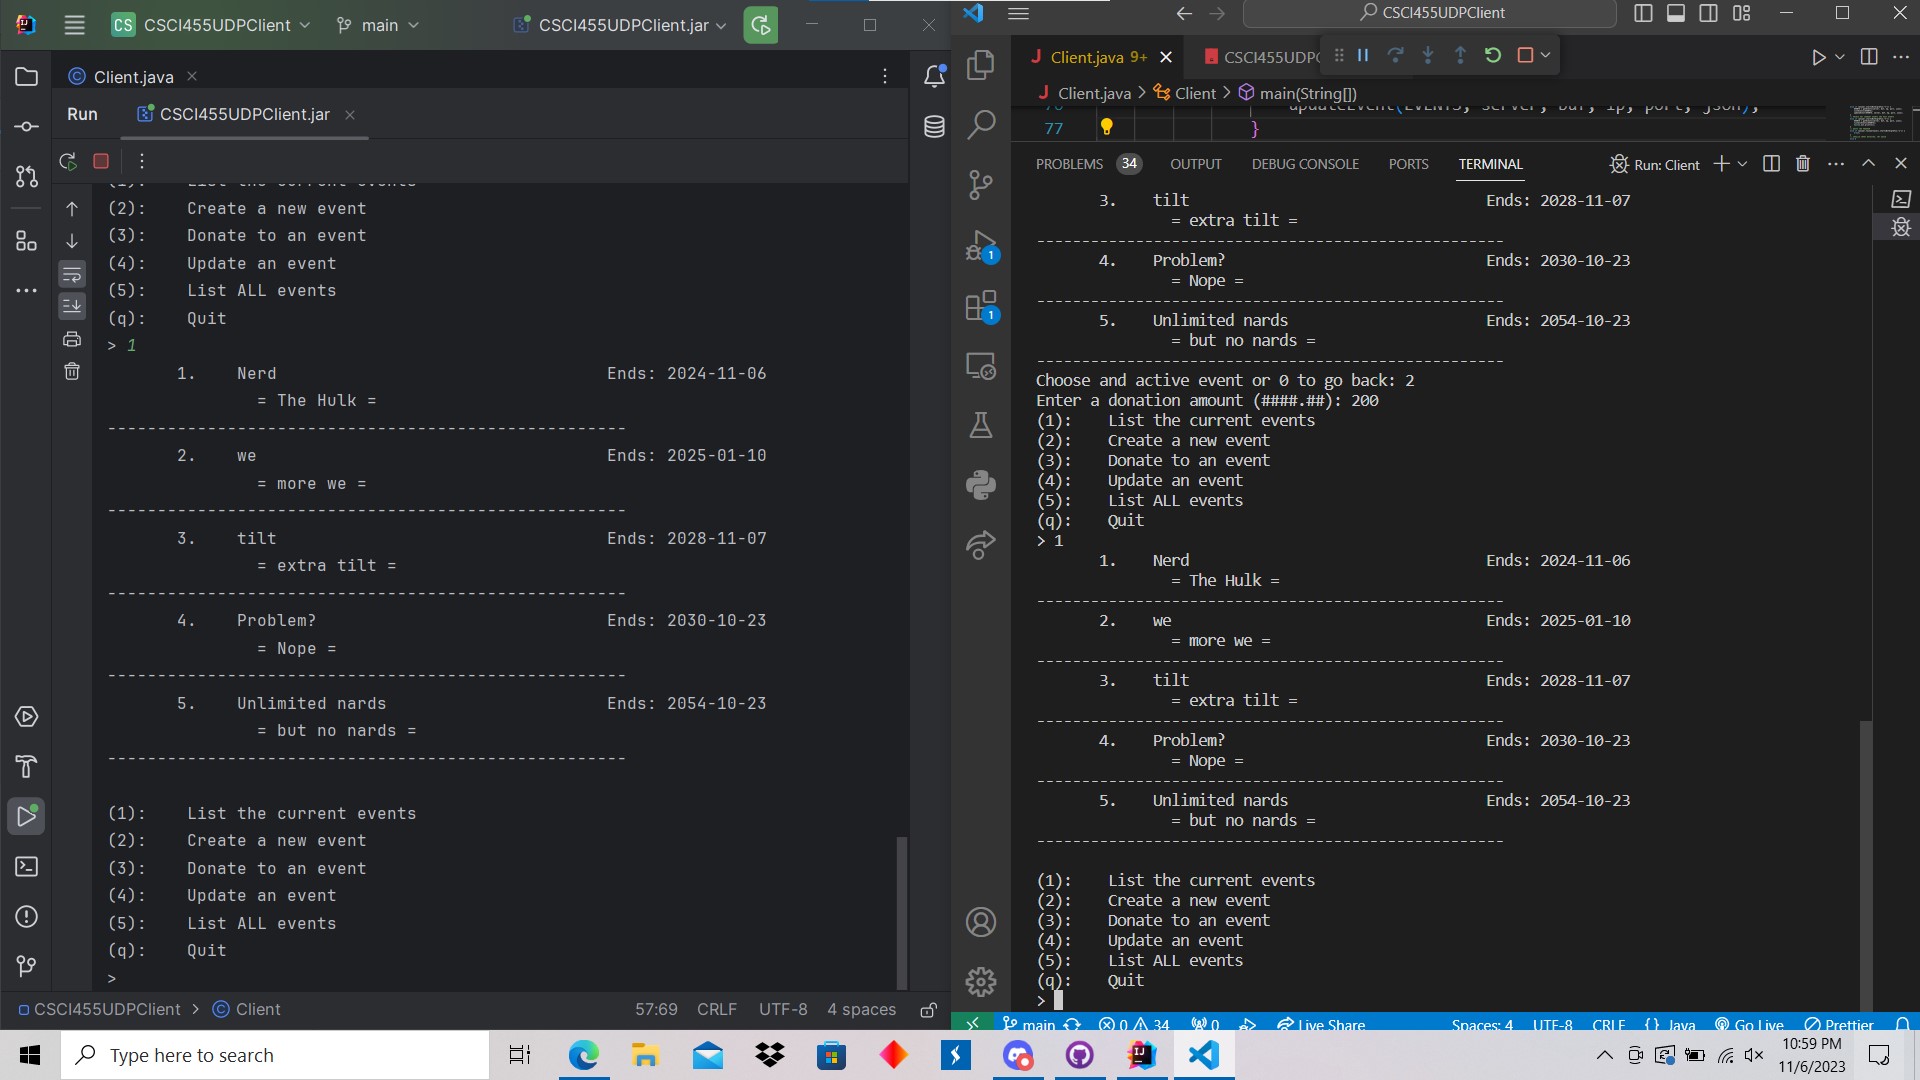 CS CSCI455UDPClient main CSCI455UDPClient.jar
Client.java
Run CSCI455UDPClient.jar
(2): Create a new event
(3): Donate to an event
(4): Update an event
(5): List ALL events
(q): Quit
> 1
1. Nerd Ends: 2024-11-06
= The Hulk =
----------------------------------------------------
2. we Ends: 2025-01-10
= more we =
----------------------------------------------------
3. tilt Ends: 2028-11-07
= extra tilt =
----------------------------------------------------
4. Problem? Ends: 2030-10-23
= Nope =
----------------------------------------------------
5. Unlimited nards Ends: 2054-10-23
= but no nards =
----------------------------------------------------
(1): List the current events
(2): Create a new event
(3): Donate to an event
(4): Update an event
(5): List ALL events
(q): Quit
>
CSCI455UDPClient > Client 57:69 CRLF UTF-8 4 spaces
CSCI455UDPClient
Client.java 9+ CSCI455UDPC
Client.java > Client > main(String[])
77 }
PROBLEMS 34 OUTPUT DEBUG CONSOLE PORTS TERMINAL Run: Client
3. tilt Ends: 2028-11-07
= extra tilt =
----------------------------------------------------
4. Problem? Ends: 2030-10-23
= Nope =
----------------------------------------------------
5. Unlimited nards Ends: 2054-10-23
= but no nards =
----------------------------------------------------
Choose and active event or 0 to go back: 2
Enter a donation amount (####.##): 200
(1): List the current events
(2): Create a new event
(3): Donate to an event
(4): Update an event
(5): List ALL events
(q): Quit
> 1
1. Nerd Ends: 2024-11-06
= The Hulk =
----------------------------------------------------
2. we Ends: 2025-01-10
= more we =
----------------------------------------------------
3. tilt Ends: 2028-11-07
= extra tilt =
----------------------------------------------------
4. Problem? Ends: 2030-10-23
= Nope =
----------------------------------------------------
5. Unlimited nards Ends: 2054-10-23
= but no nards =
----------------------------------------------------
(1): List the current events
(2): Create a new event
(3): Donate to an event
(4): Update an event
(5): List ALL events
(q): Quit
>
main 0 34 0 Live Share Spaces: 4 UTF-8 CRLF {} Java Go Live Prettier
Type here to search
10:59 PM
11/6/2023